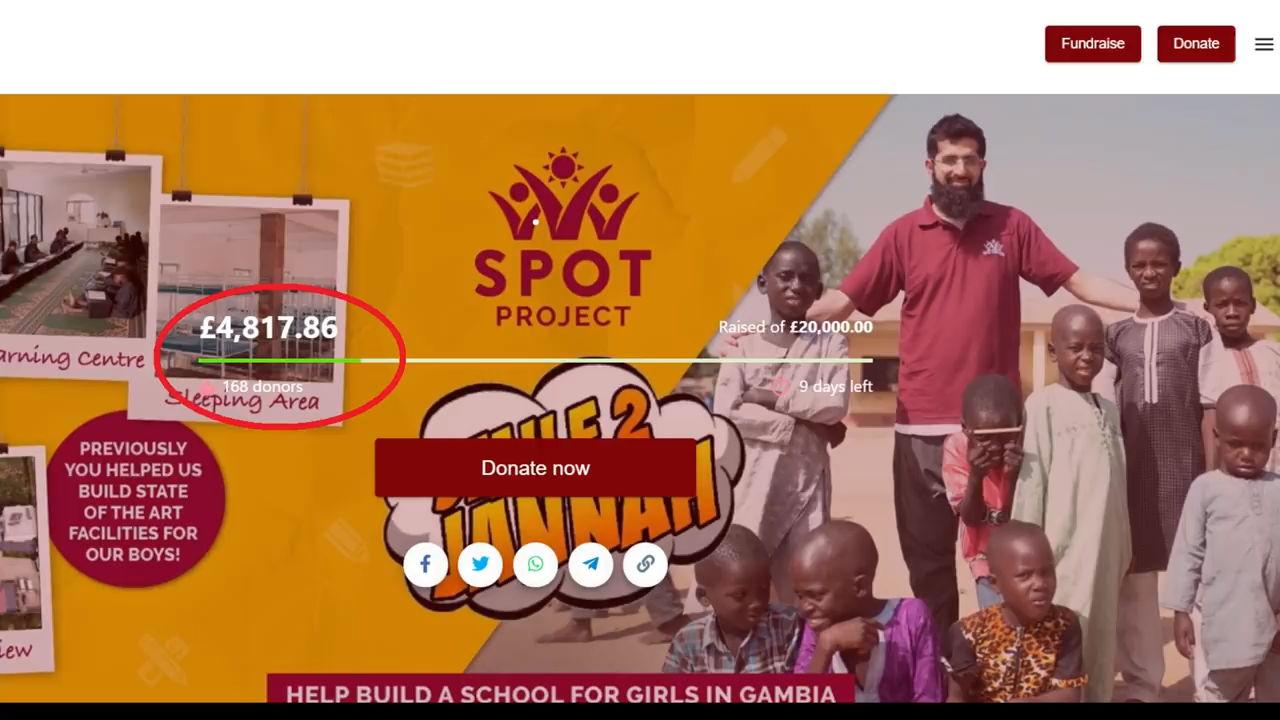 Fundraise
Donate
SPOT
PROJECT
£4,817.86
Raised of £20,000.00
arning Centre
168 donors
9 days left
Sleeping Area
PREVIOUSLY
YOU HELPED US
BUILD STATE
OF THE ART
FACILITIES FOR
OUR BOYS!
2
Donate now
JANNAH
iew
HELP BUILD A SCHOOL FOR GIRLS IN GAMBIA